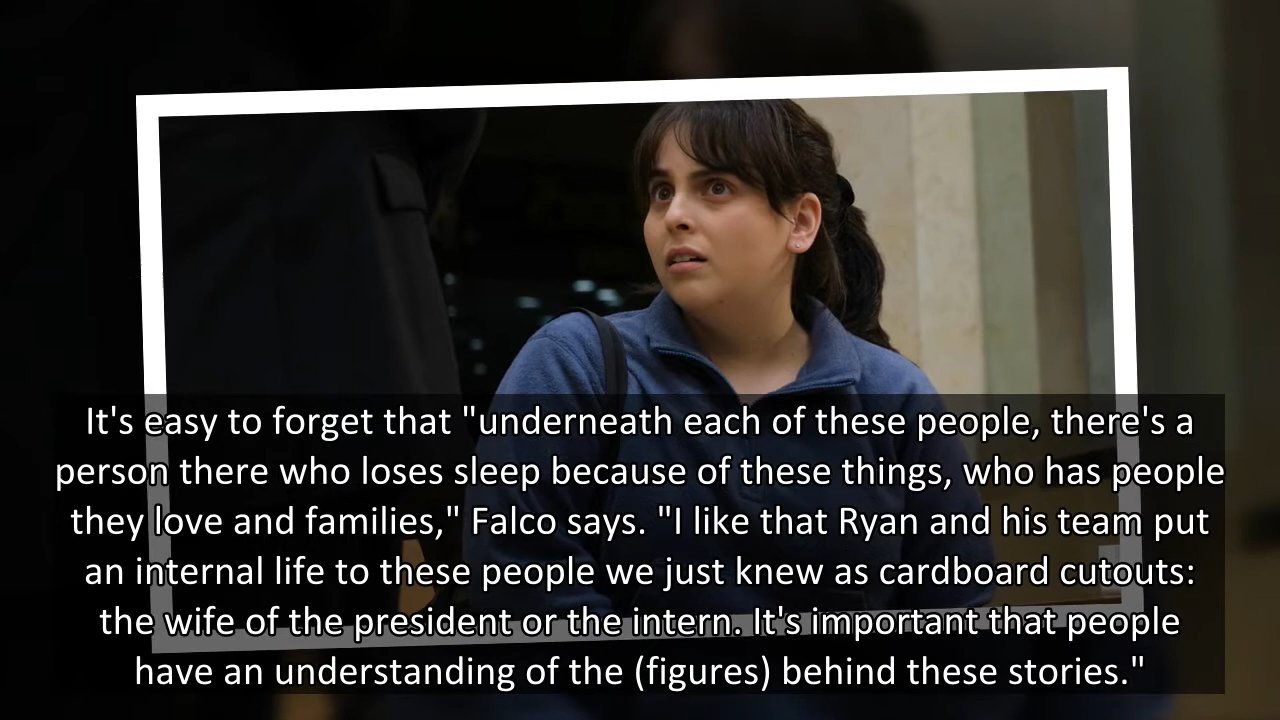 It's easy to forget that "underneath each of these people, there's a
person there who loses sleep because of these things, who has people
they love and families," Falco says. "I like that Ryan and his team put
an internal life to these people we just knew as cardboard cutouts:
the wife of the president or the intern. It's important that people
have an understanding of the (figures) behind these stories."